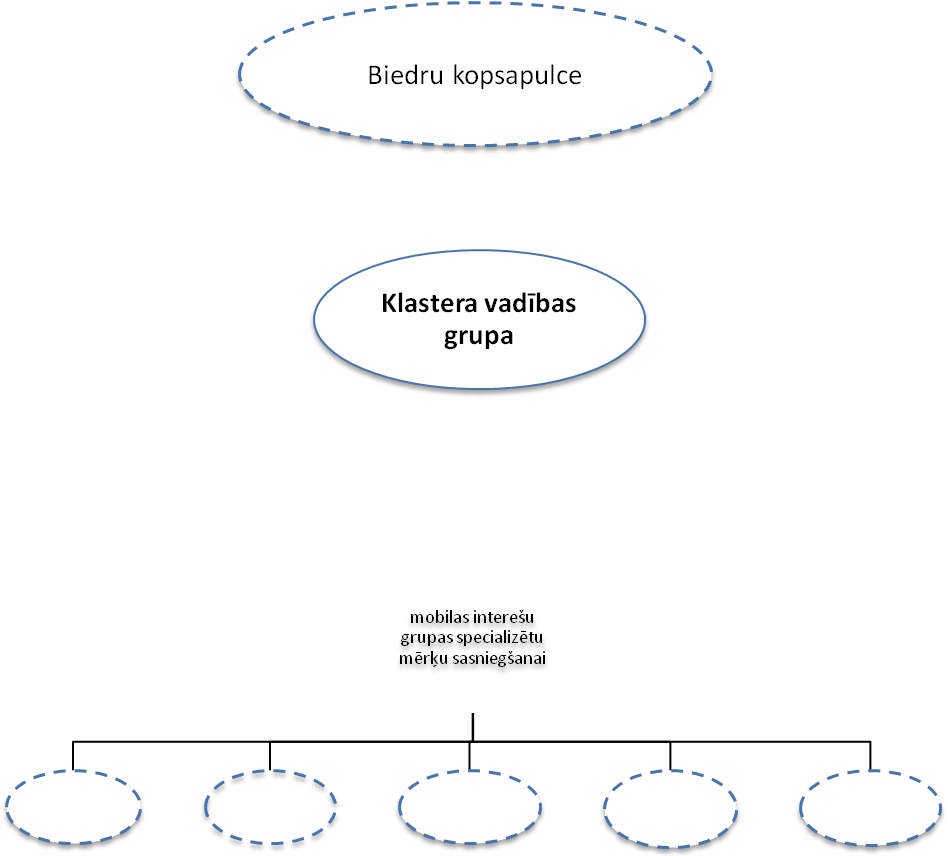 Biedru kopsapulce
Klastera vadības
grupa
mobilas interešu
grupas specializētu
mērķu sasniegšanai